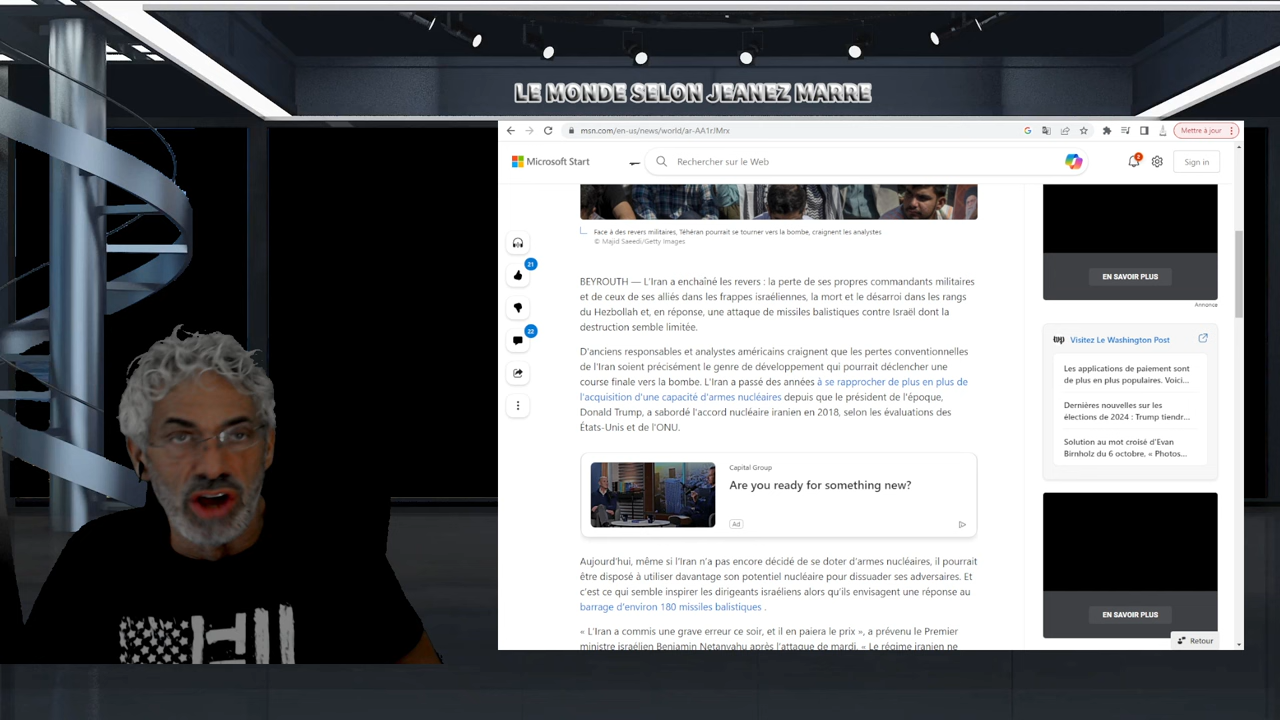 LE MONDE SELON JEANEZ MARRE
msn.com/en-us/news/world/ar-AA1rJMrx
Mettre à jour
Microsoft Start
Rechercher sur le Web
2
Sign in
Face à des revers militaires, Téhéran pourrait se tourner vers la bombe, craignent les analystes
© Majid Saeedi/Getty Images
21
22
BEYROUTH — L'Iran a enchaîné les revers : la perte de ses propres commandants militaires
et de ceux de ses alliés dans les frappes israéliennes, la mort et le désarroi dans les rangs
du Hezbollah et, en réponse, une attaque de missiles balistiques contre Israël dont la
destruction semble limitée.
D'anciens responsables et analystes américains craignent que les pertes conventionnelles
de l'Iran soient précisément le genre de développement qui pourrait déclencher une
course finale vers la bombe. L'Iran a passé des années à se rapprocher de plus en plus de
l'acquisition d'une capacité d'armes nucléaires depuis que le président de l'époque,
Donald Trump, a sabordé l'accord nucléaire iranien en 2018, selon les évaluations des
États-Unis et de l'ONU.
Capital Group
Are you ready for something new?
Ad
Aujourd'hui, même si l'Iran n'a pas encore décidé de se doter d'armes nucléaires, il pourrait
être disposé à utiliser davantage son potentiel nucléaire pour dissuader ses adversaires. Et
c'est ce qui semble inspirer les dirigeants israéliens alors qu'ils envisagent une réponse au
barrage d'environ 180 missiles balistiques .
« L'Iran a commis une grave erreur ce soir, et il en paiera le prix », a prévenu le Premier
ministre israélien Benjamin Netanyahu après l'attaque de mardi. « Le régime iranien ne
EN SAVOIR PLUS
Annonce
wp Visitez Le Washington Post
Les applications de paiement sont
de plus en plus populaires. Voici...
Dernières nouvelles sur les
élections de 2024 : Trump tiendr...
Solution au mot croisé d'Evan
Birnholz du 6 octobre, « Photos...
EN SAVOIR PLUS
Retour